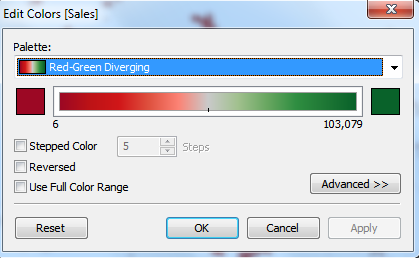 Edit Colors [Sales]
Palette:
Red-Green Diverging
6 103,079
Stepped Color 5 Steps
Reversed
Use Full Color Range
Advanced >>
Reset OK Cancel Apply